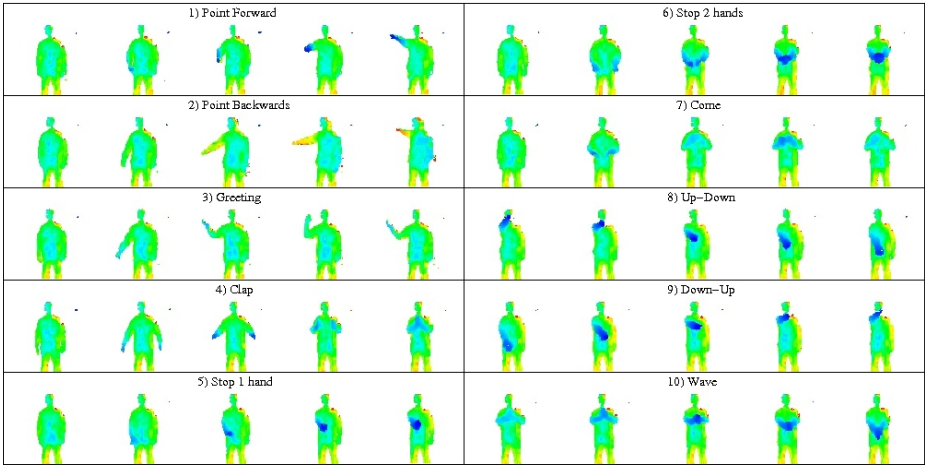 1) Point Forward
2) Point Backwards
3) Greeting
4) Clap
5) Stop 1 hand
6) Stop 2 hands
7) Come
8) Up-Down
9) Down-Up
10) Wave